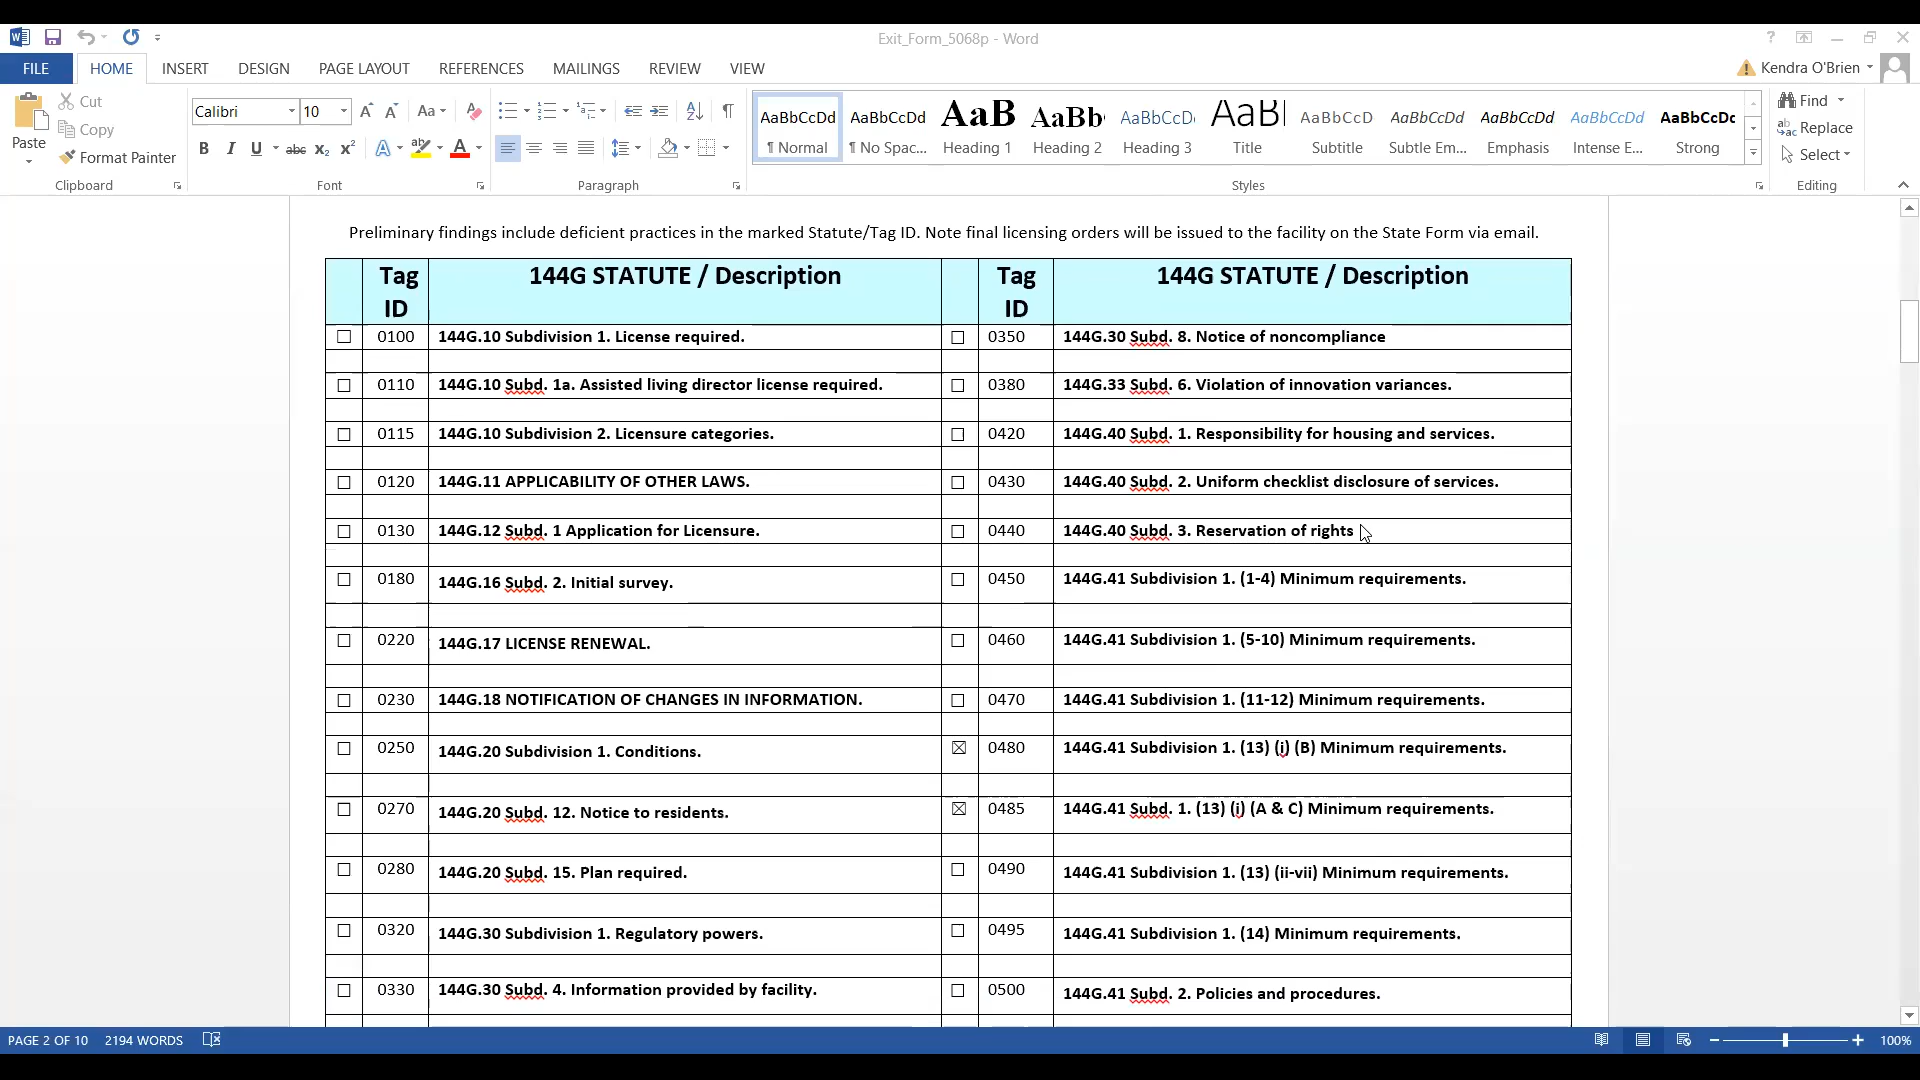 Exit_Form_5068p - Word
FILE HOME INSERT DESIGN PAGE LAYOUT REFERENCES MAILINGS REVIEW VIEW Kendra O'Brien
Paste
Cut
Copy
Format Painter
Clipboard
Calibri 10
Font
Paragraph
AaBbCcDd AaBbCcDd AaB AaBb AaBbCcD AaB AaBbCcD AaBbCcDd AaBbCcDd AaBbCcDd AaBbCcDc
¶ Normal ¶ No Spac... Heading 1 Heading 2 Heading 3 Title Subtitle Subtle Em... Emphasis Intense E... Strong
Styles
Find
Replace
Select
Editing
Preliminary findings include deficient practices in the marked Statute/Tag ID. Note final licensing orders will be issued to the facility on the State Form via email.
Tag ID 144G STATUTE / Description Tag ID 144G STATUTE / Description
0100 144G.10 Subdivision 1. License required. 0350 144G.30 Subd. 8. Notice of noncompliance
0110 144G.10 Subd. 1a. Assisted living director license required. 0380 144G.33 Subd. 6. Violation of innovation variances.
0115 144G.10 Subdivision 2. Licensure categories. 0420 144G.40 Subd. 1. Responsibility for housing and services.
0120 144G.11 APPLICABILITY OF OTHER LAWS. 0430 144G.40 Subd. 2. Uniform checklist disclosure of services.
0130 144G.12 Subd. 1 Application for Licensure. 0440 144G.40 Subd. 3. Reservation of rights
0180 144G.16 Subd. 2. Initial survey. 0450 144G.41 Subdivision 1. (1-4) Minimum requirements.
0220 144G.17 LICENSE RENEWAL. 0460 144G.41 Subdivision 1. (5-10) Minimum requirements.
0230 144G.18 NOTIFICATION OF CHANGES IN INFORMATION. 0470 144G.41 Subdivision 1. (11-12) Minimum requirements.
0250 144G.20 Subdivision 1. Conditions. ☒ 0480 144G.41 Subdivision 1. (13) (i) (B) Minimum requirements.
0270 144G.20 Subd. 12. Notice to residents. ☒ 0485 144G.41 Subd. 1. (13) (i) (A & C) Minimum requirements.
0280 144G.20 Subd. 15. Plan required. 0490 144G.41 Subdivision 1. (13) (ii-vii) Minimum requirements.
0320 144G.30 Subdivision 1. Regulatory powers. 0495 144G.41 Subdivision 1. (14) Minimum requirements.
0330 144G.30 Subd. 4. Information provided by facility. 0500 144G.41 Subd. 2. Policies and procedures.
PAGE 2 OF 10 2194 WORDS 100%